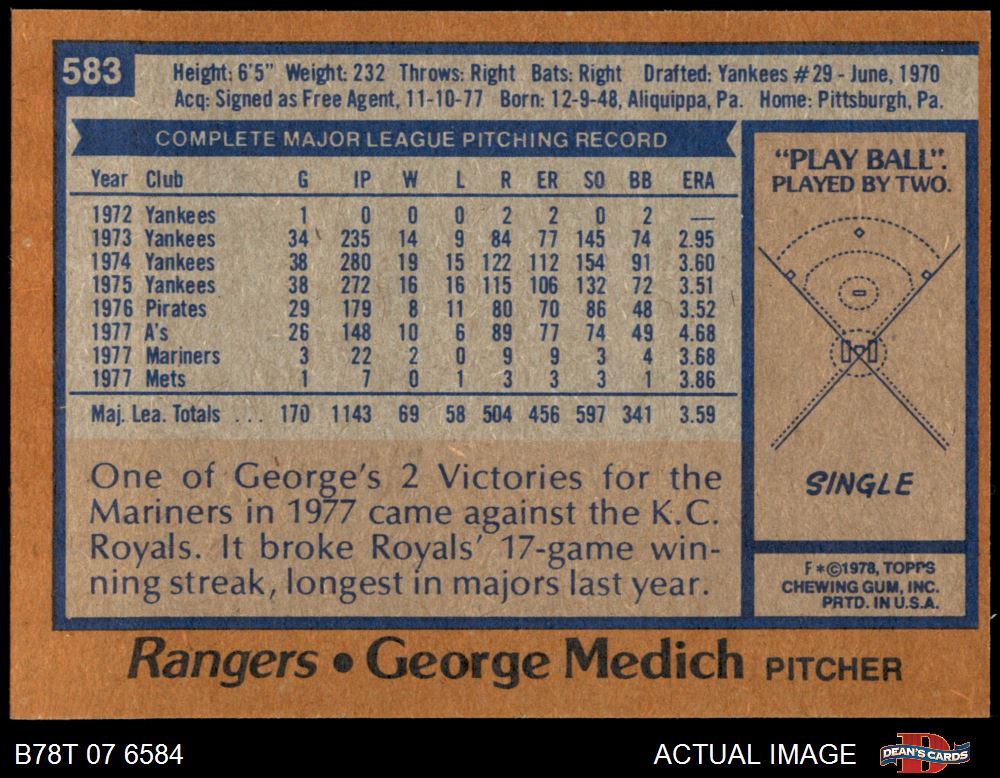 583
Height: 6'5" Weight: 232 Throws: Right Bats: Right Drafted: Yankees #29 - June, 1970
Acq: Signed as Free Agent, 11-10-77 Born: 12-9-48, Aliquippa, Pa. Home: Pittsburgh, Pa.
COMPLETE MAJOR LEAGUE PITCHING RECORD
Year Club G IP W L R ER SO BB ERA
1972 Yankees 1 0 0 0 2 2 0 2 —
1973 Yankees 34 235 14 9 84 77 145 74 2.95
1974 Yankees 38 280 19 15 122 112 154 91 3.60
1975 Yankees 38 272 16 16 115 106 132 72 3.51
1976 Pirates 29 179 8 11 80 70 86 48 3.52
1977 A's 26 148 10 6 89 77 74 49 4.68
1977 Mariners 3 22 2 0 9 9 3 4 3.68
1977 Mets 1 7 0 1 3 3 3 1 3.86
Maj. Lea. Totals . . . 170 1143 69 58 504 456 597 341 3.59
One of George's 2 Victories for the
Mariners in 1977 came against the K.C.
Royals. It broke Royals' 17-game win-
ning streak, longest in majors last year.
"PLAY BALL".
PLAYED BY TWO.
SINGLE
F*©1978, TOPPS
CHEWING GUM, INC.
PRTD. IN U.S.A.
Rangers • George Medich PITCHER
B78T 07 6584
ACTUAL IMAGE
DEAN'S CARDS